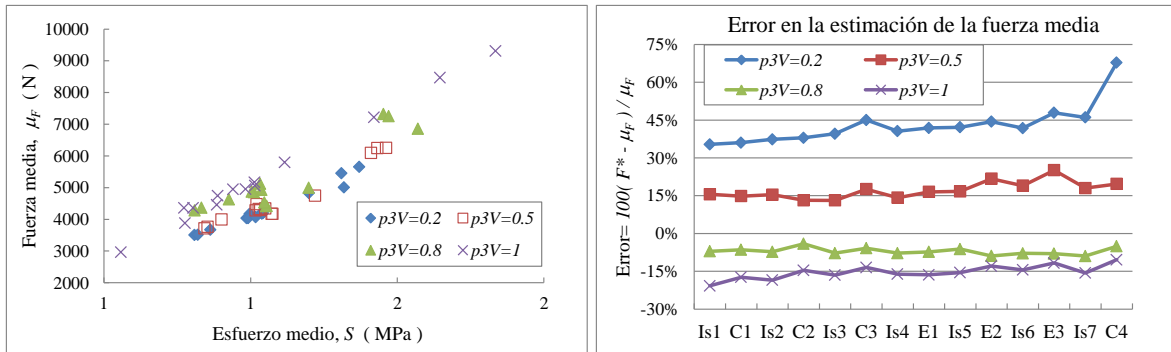 10000
9000
8000
7000
6000
5000
4000
3000
2000
Fuerza media, μF ( N )
p3V=0.2
p3V=0.5
p3V=0.8
p3V=1
1
1
2
2
Esfuerzo medio, S ( MPa )
Error en la estimación de la fuerza media
75%
60%
45%
30%
15%
0%
-15%
-30%
Error= 100( F* - μF ) / μF
p3V=0.2
p3V=0.5
p3V=0.8
p3V=1
Is1 C1 Is2 C2 Is3 C3 Is4 E1 Is5 E2 Is6 E3 Is7 C4